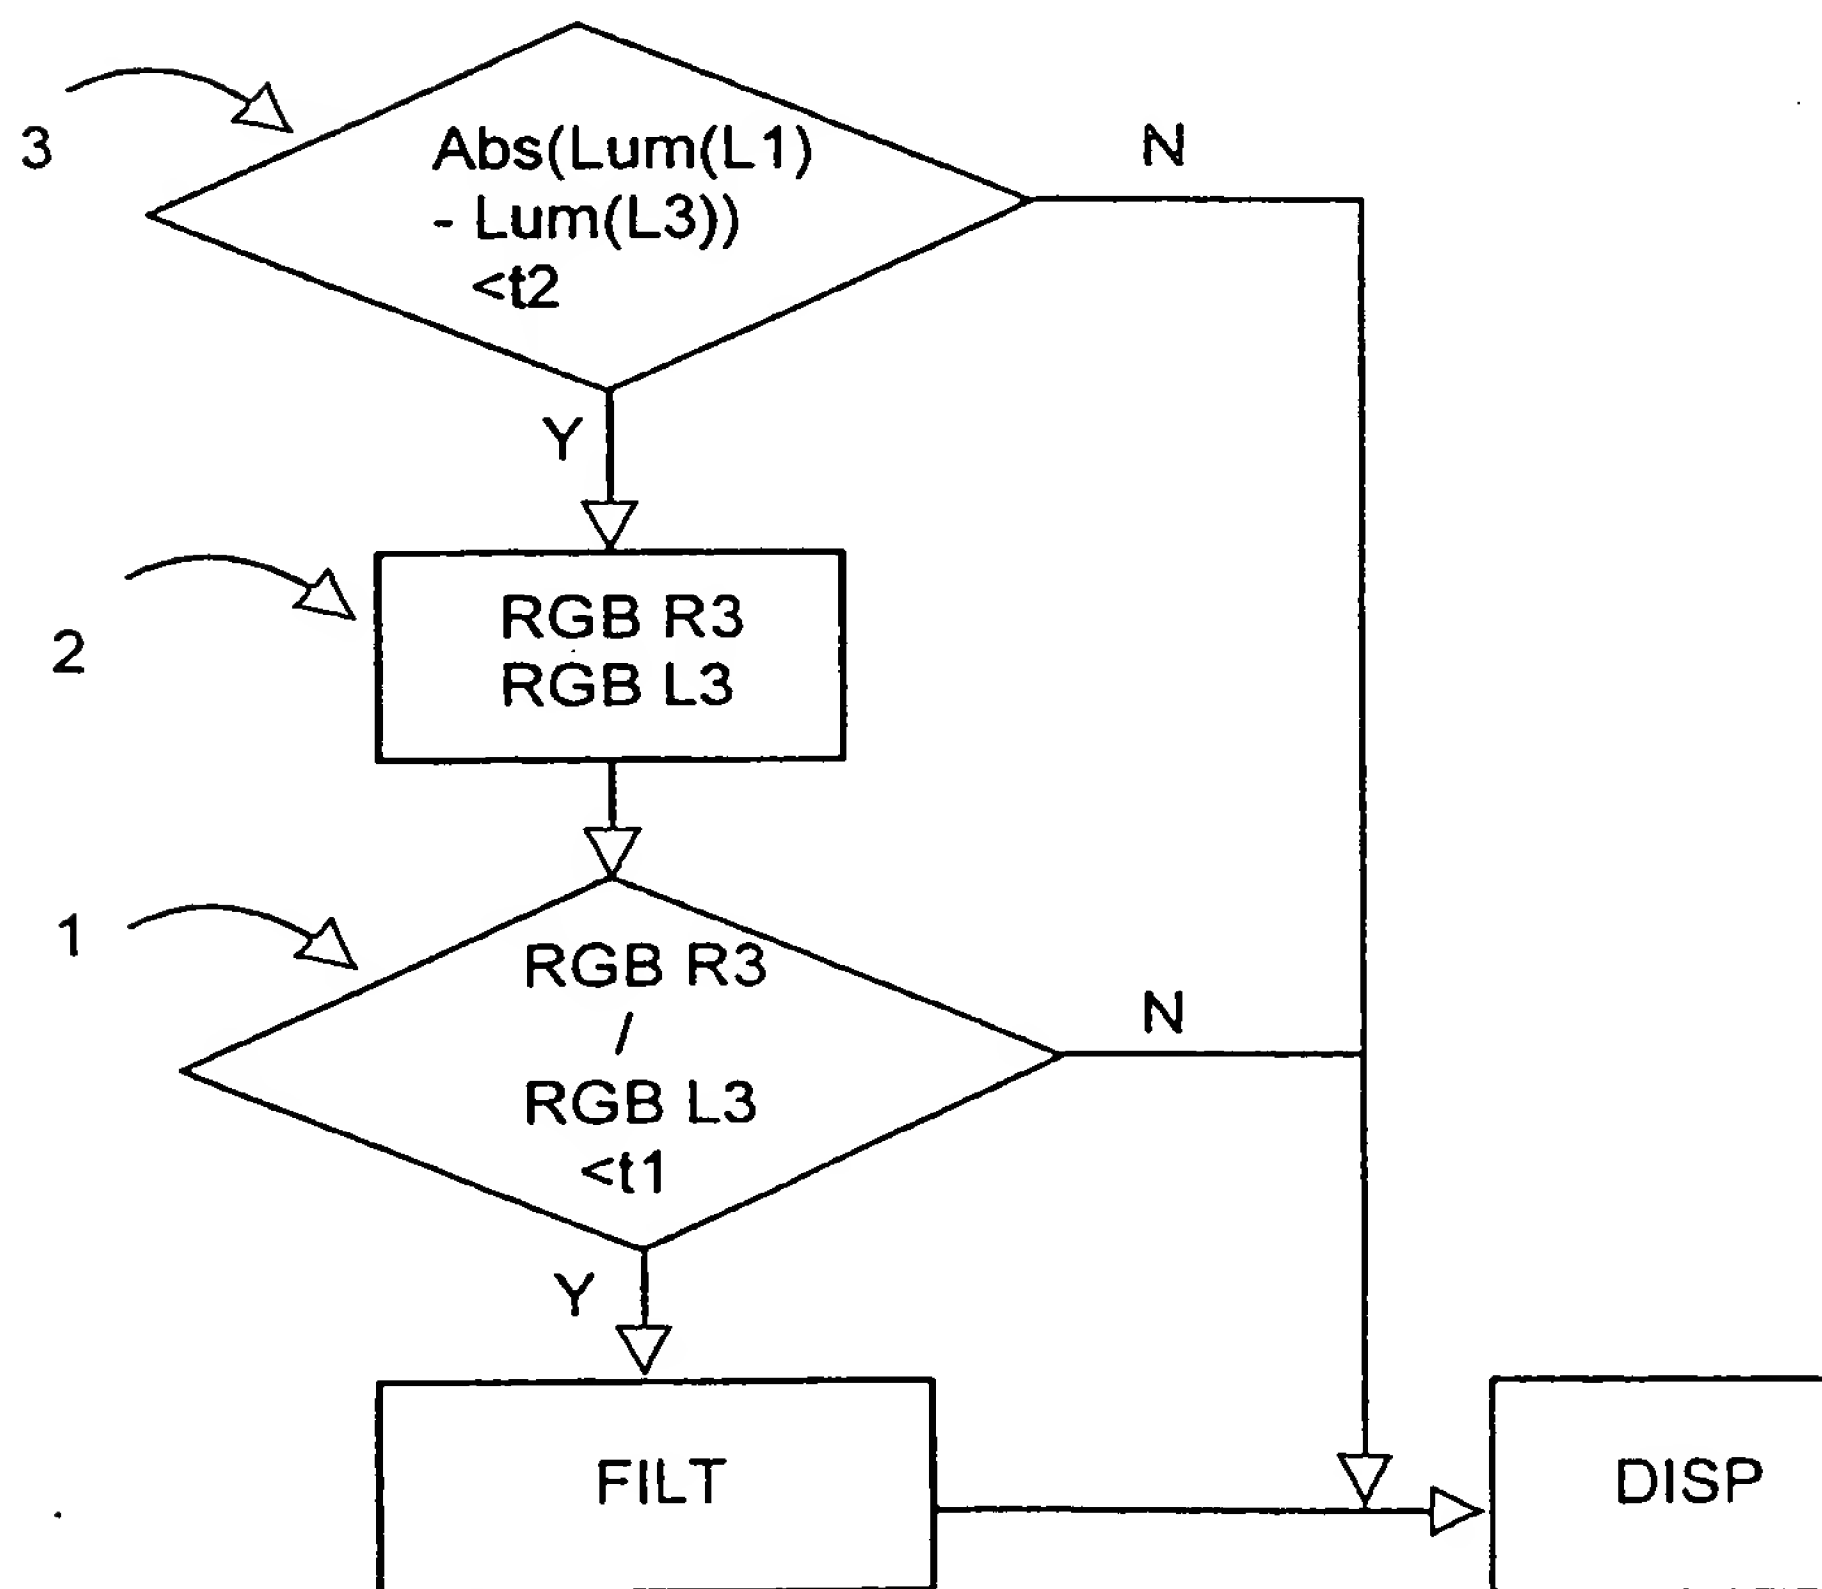 3
Abs(Lum(L1)
- Lum(L3))
<t2
N
Y
2
RGB R3
RGB L3
1
RGB R3
/
RGB L3
<t1
N
Y
FILT
DISP